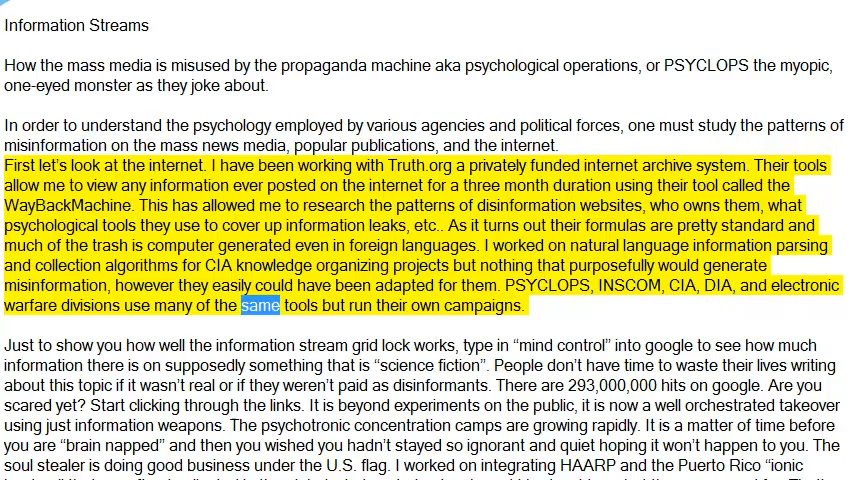 Information Streams
How the mass media is misused by the propaganda machine aka psychological operations, or PSYCLOPS the myopic,
one-eyed monster as they joke about.
In order to understand the psychology employed by various agencies and political forces, one must study the patterns of
misinformation on the mass news media, popular publications, and the internet.
First let’s look at the internet. I have been working with Truth.org a privately funded internet archive system. Their tools
allow me to view any information ever posted on the internet for a three month duration using their tool called the
WayBackMachine. This has allowed me to research the patterns of disinformation websites, who owns them, what
psychological tools they use to cover up information leaks, etc.. As it turns out their formulas are pretty standard and
much of the trash is computer generated even in foreign languages. I worked on natural language information parsing
and collection algorithms for CIA knowledge organizing projects but nothing that purposefully would generate
misinformation, however they easily could have been adapted for them. PSYCLOPS, INSCOM, CIA, DIA, and electronic
warfare divisions use many of the same tools but run their own campaigns.
Just to show you how well the information stream grid lock works, type in “mind control” into google to see how much
information there is on supposedly something that is “science fiction”. People don’t have time to waste their lives writing
about this topic if it wasn’t real or if they weren’t paid as disinformants. There are 293,000,000 hits on google. Are you
scared yet? Start clicking through the links. It is beyond experiments on the public, it is now a well orchestrated takeover
using just information weapons. The psychotronic concentration camps are growing rapidly. It is a matter of time before
you are “brain napped” and then you wished you hadn’t stayed so ignorant and quiet hoping it won’t happen to you. The
soul stealer is doing good business under the U.S. flag. I worked on integrating HAARP and the Puerto Rico “ionic